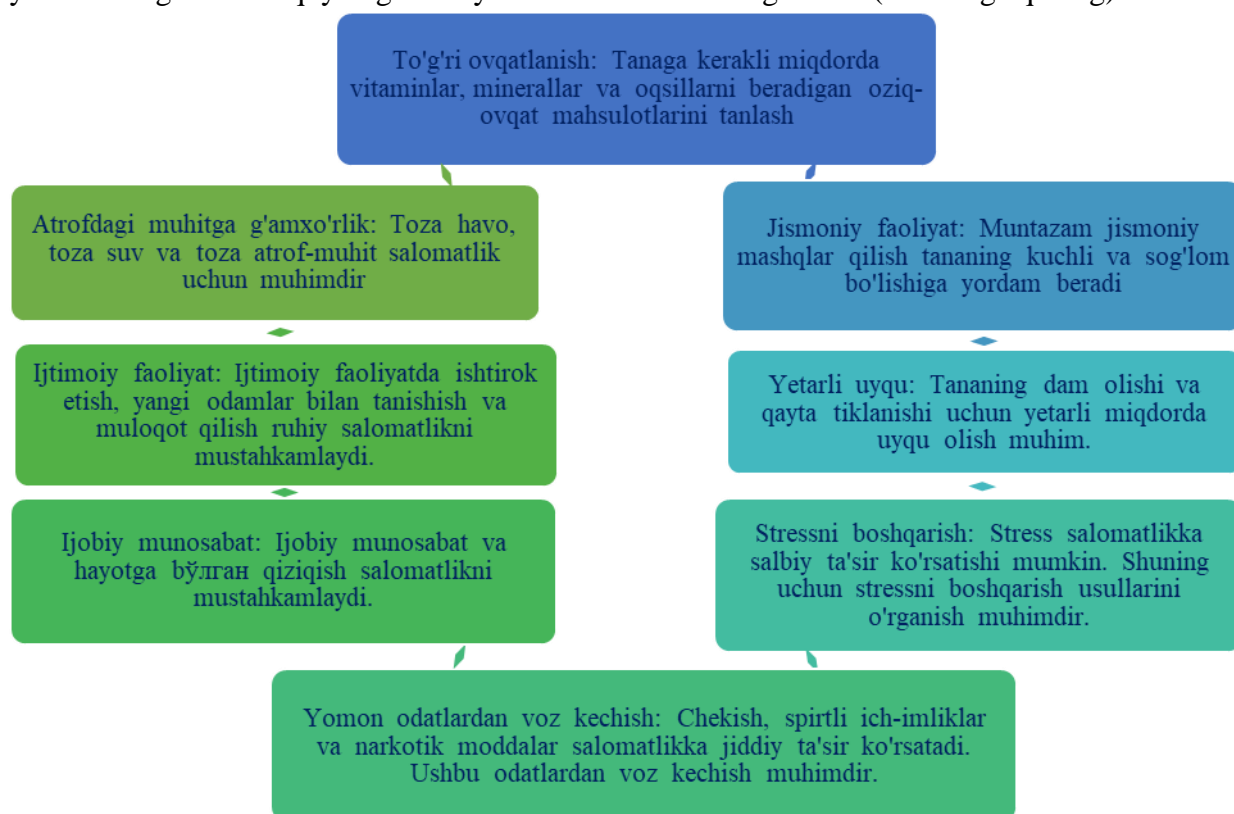 To'g'ri ovqatlanish: Tanaga kerakli miqdorda
vitaminlar, minerallar va oqsillarni beradigan oziq-
ovqat mahsulotlarini tanlash
Atrofdagi muhitga g'amxo'rlik: Toza havo,
toza suv va toza atrof-muhit salomatlik
uchun muhimdir
Jismoniy faoliyat: Muntazam jismoniy
mashqlar qilish tananing kuchli va sog'lom
bo'lishiga yordam beradi
Ijtimoiy faoliyat: Ijtimoiy faoliyatda ishtirok
etish, yangi odamlar bilan tanishish va
muloqot qilish ruhiy salomatlikni
mustahkamlaydi.
Yetarli uyqu: Tananing dam olishi va
qayta tiklanishi uchun yetarli miqdorda
uyqu olish muhim.
Ijobiy munosabat: Ijobiy munosabat va
hayotga bўлган qiziqish salomatlikni
mustahkamlaydi.
Stressni boshqarish: Stress salomatlikka
salbiy ta'sir ko'rsatishi mumkin. Shuning
uchun stressni boshqarish usullarini
o'rganish muhimdir.
Yomon odatlardan voz kechish: Chekish, spirtli ich-imliklar
va narkotik moddalar salomatlikka jiddiy ta'sir ko'rsatadi.
Ushbu odatlardan voz kechish muhimdir.